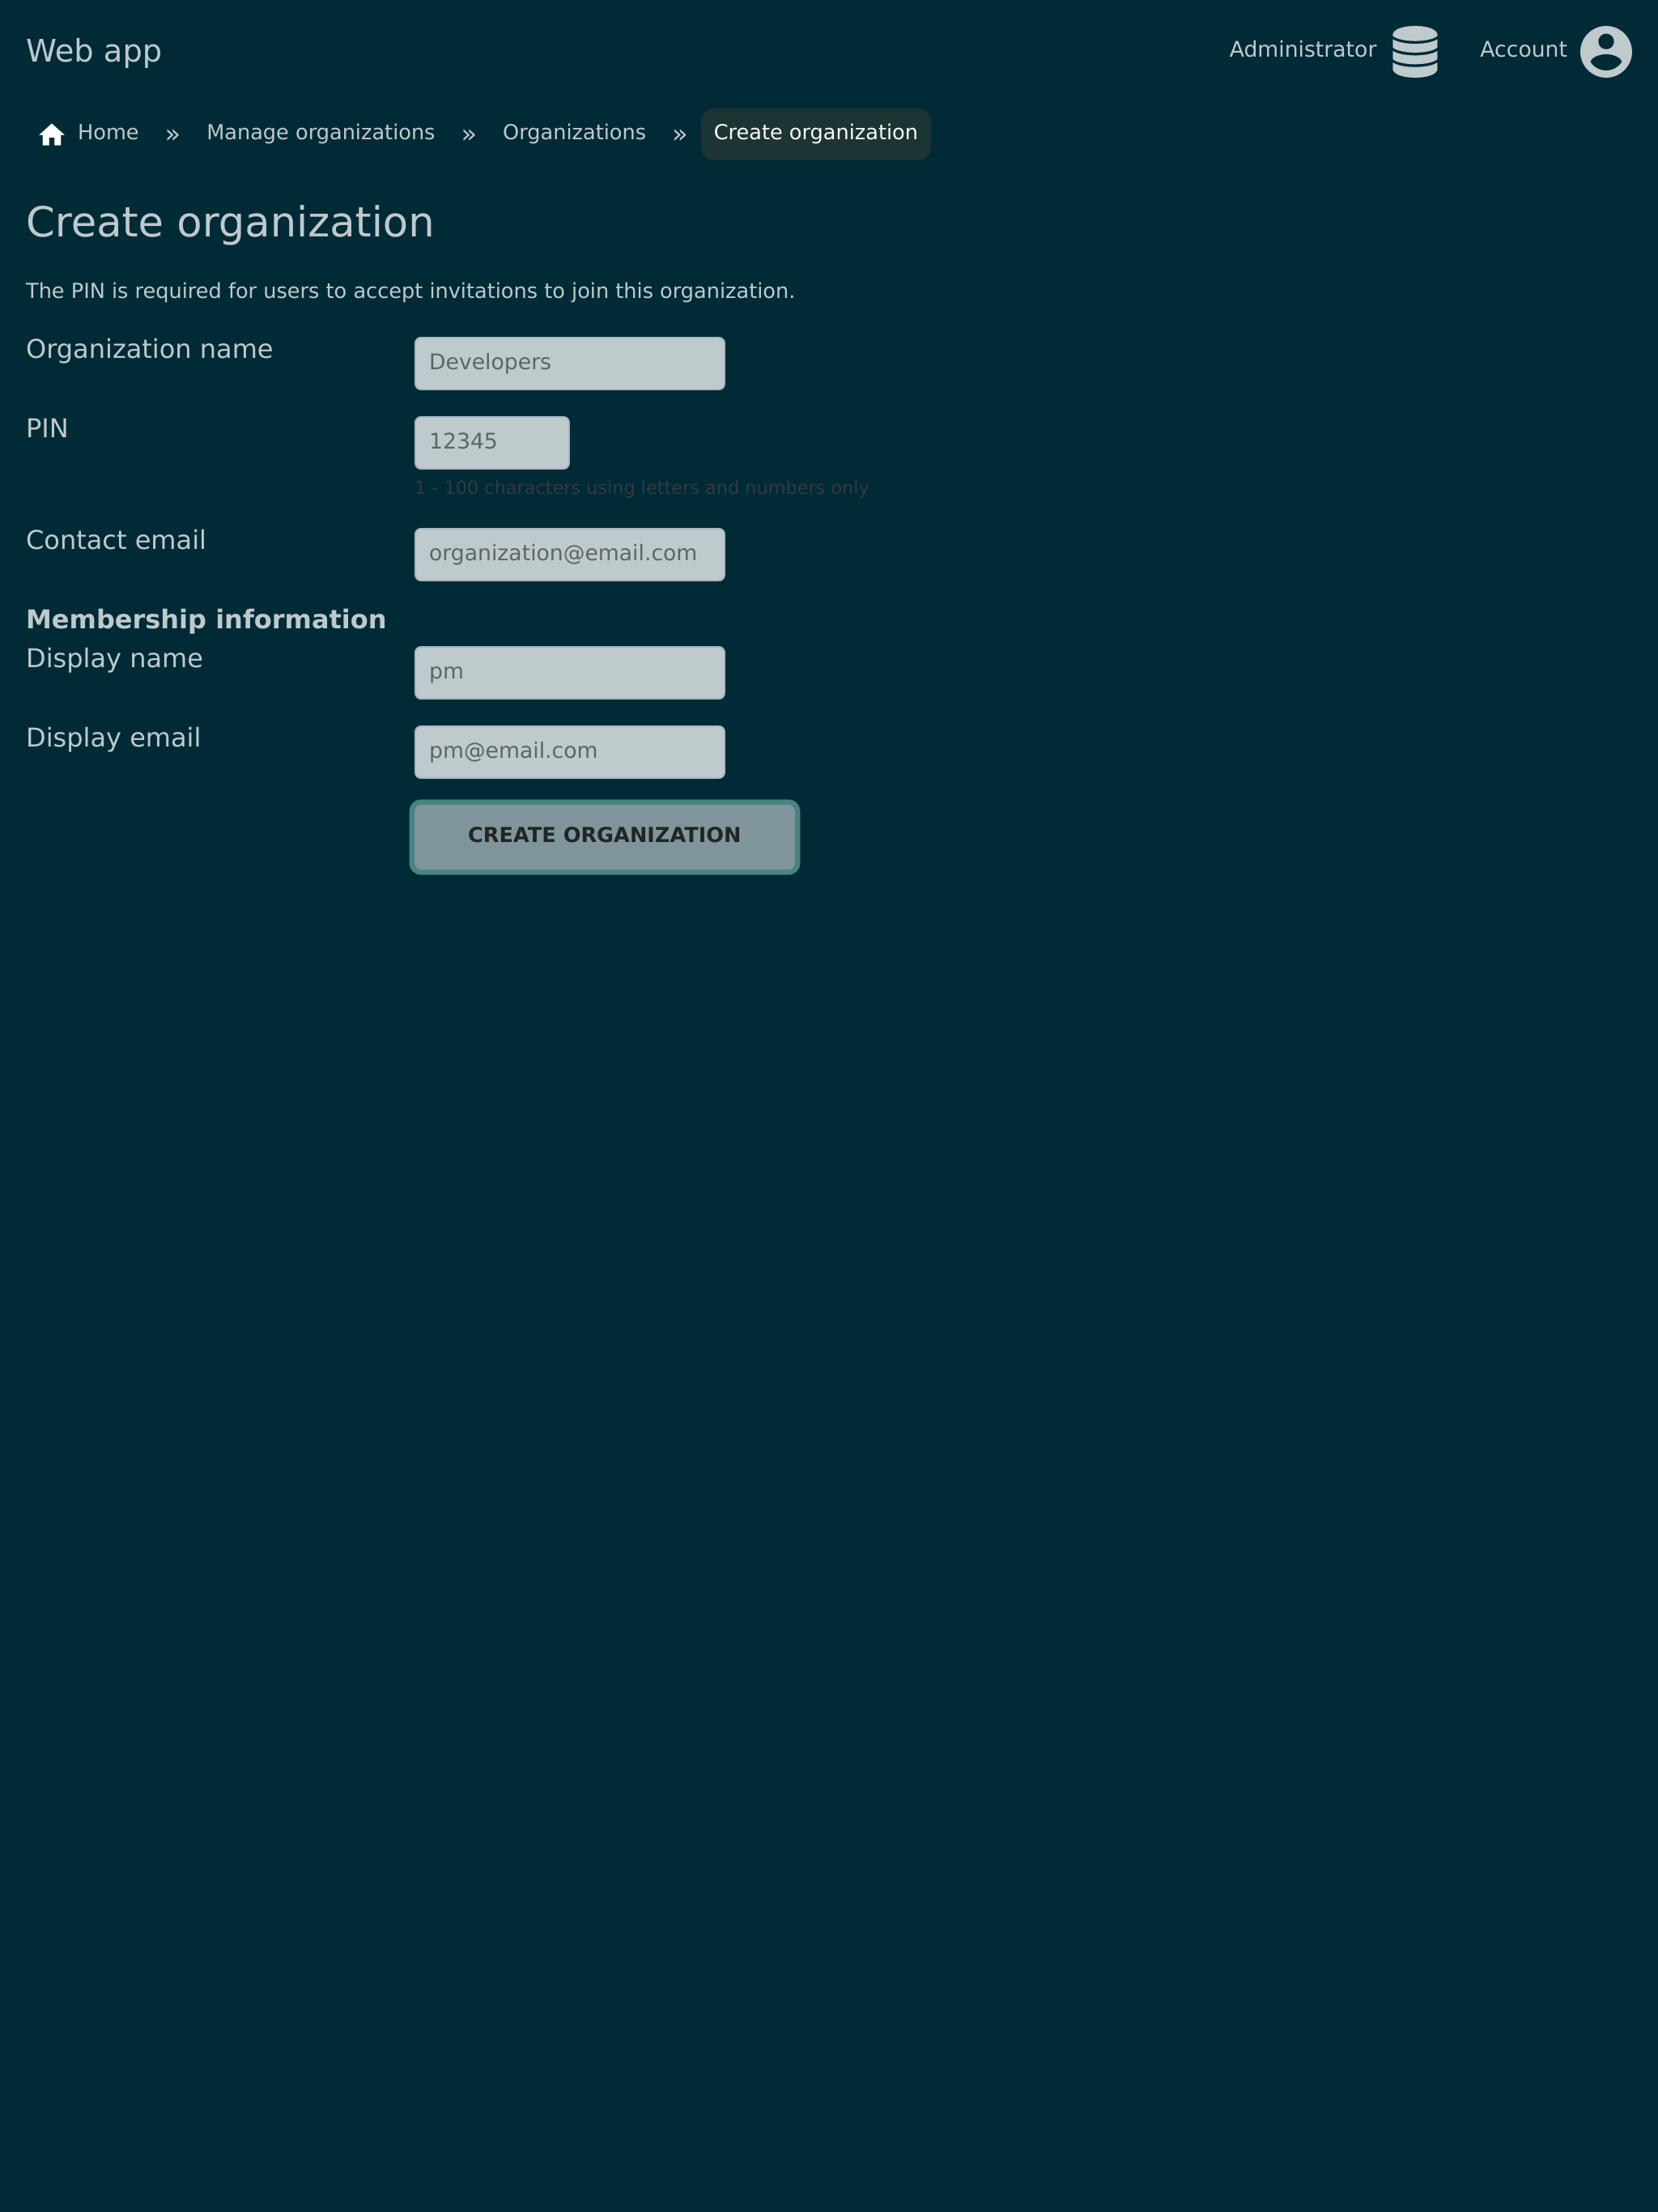 Web app
Administrator
Account
Home » Manage organizations » Organizations » Create organization
Create organization
The PIN is required for users to accept invitations to join this organization.
Organization name
Developers
PIN
12345
1 - 100 characters using letters and numbers only
Contact email
organization@email.com
Membership information
Display name
pm
Display email
pm@email.com
CREATE ORGANIZATION